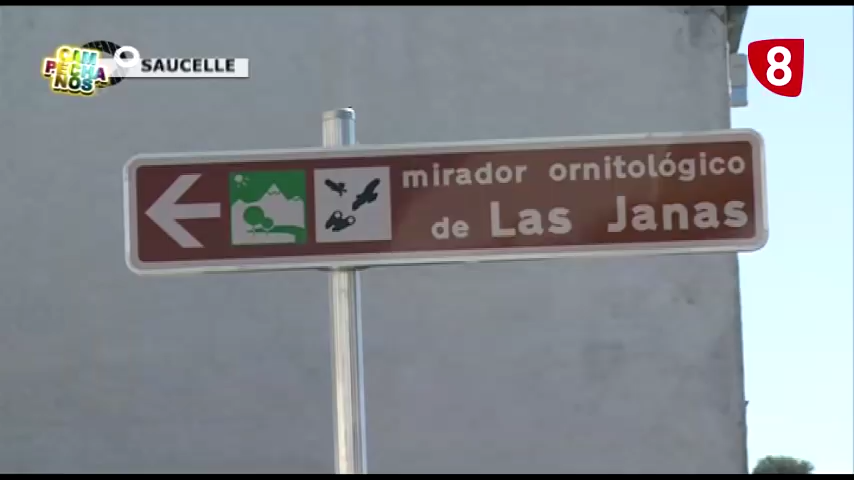 CAM
PECHA
NOS
SAUCELLE
8
mirador ornitológico
de Las Janas